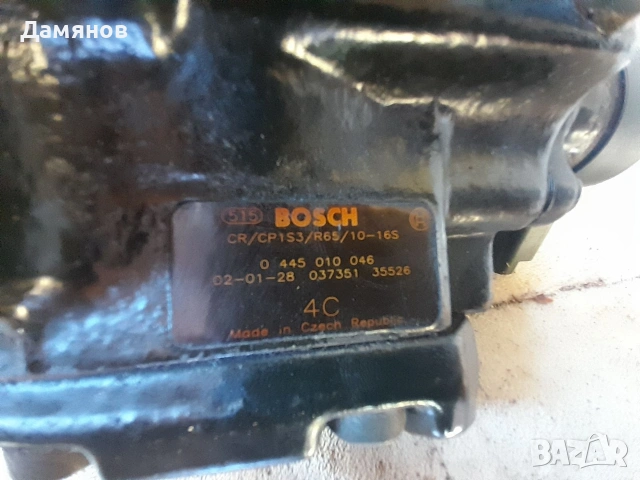 Дамянов
515 BOSCH
CR/CP1S3/R65/10-16S
0 445 010 046
02-01-28 037351 35526
4C
Made in Czech Republic
BAZAR